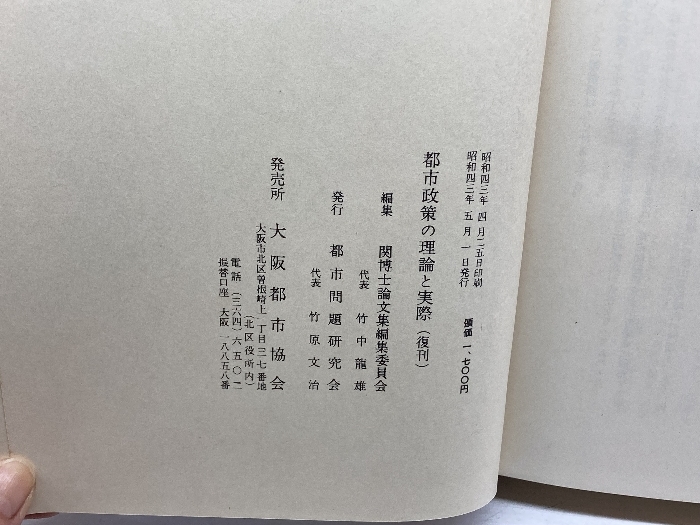 昭和四三年 四月二五日印刷
昭和四三年 五月 一日発行
頒価 一、七〇〇円
都市政策の理論と実際(復刊)
編集 関博士論文集編集委員会
代表 竹中龍雄
発行 都市問題研究会
代表 竹原文治
発売所 大阪都市協会
大阪市北区曽根崎上一丁目三七番地
(北区役所内)
電話(三六四)六五〇二
振替口座 大阪一八八五八番